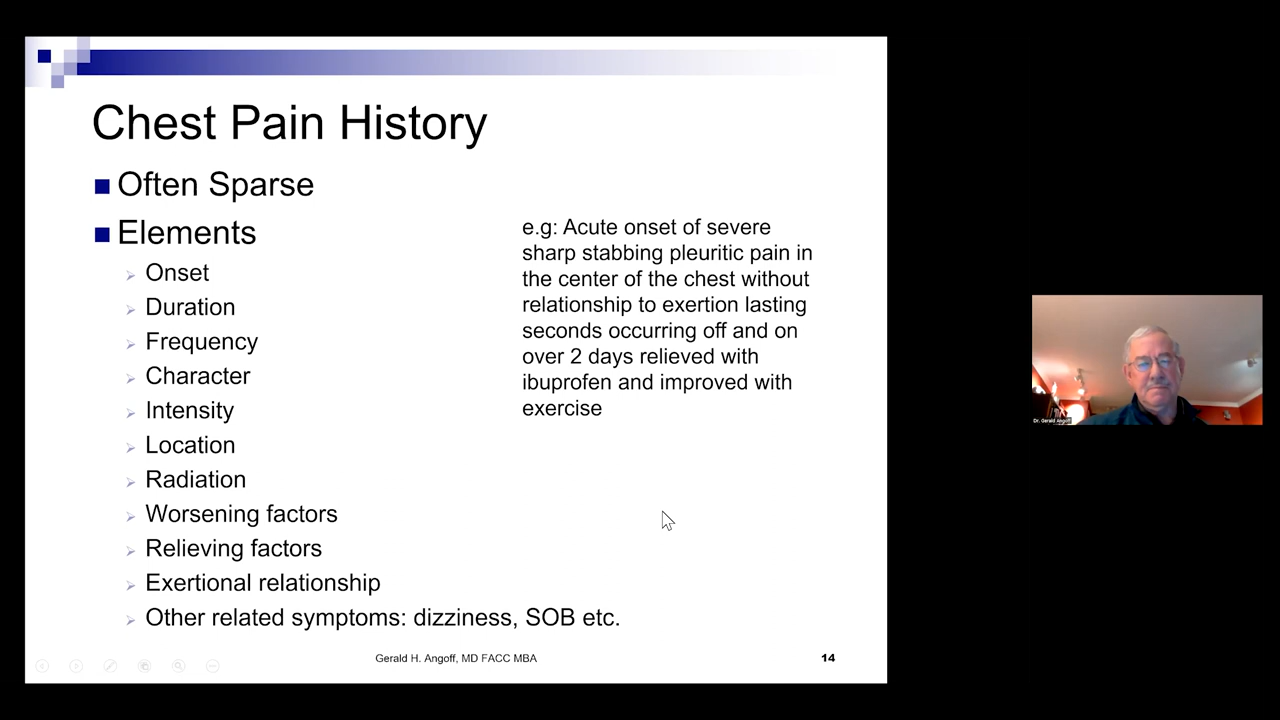 Chest Pain History
Often Sparse
Elements
Onset
Duration
Frequency
Character
Intensity
Location
Radiation
Worsening factors
Relieving factors
Exertional relationship
Other related symptoms: dizziness, SOB etc.
e.g: Acute onset of severe
sharp stabbing pleuritic pain in
the center of the chest without
relationship to exertion lasting
seconds occurring off and on
over 2 days relieved with
ibuprofen and improved with
exercise
Gerald H. Angoff, MD FACC MBA
14
Dr. Gerald Angoff